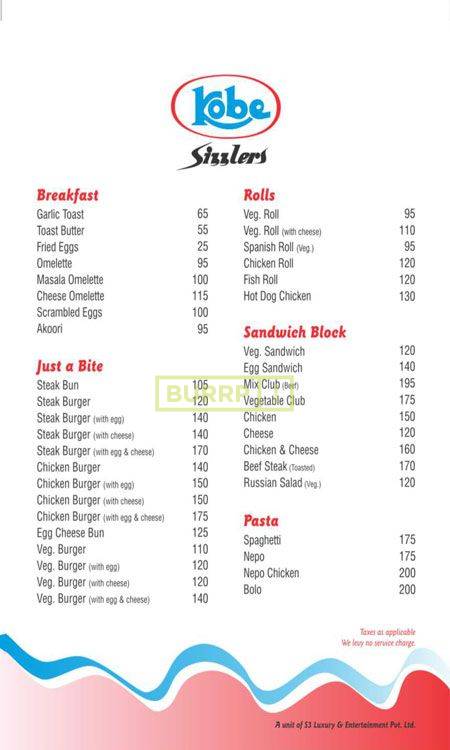 Kobe
Sizzlers
Breakfast
Garlic Toast 65
Toast Butter 55
Fried Eggs 25
Omelette 95
Masala Omelette 100
Cheese Omelette 115
Scrambled Eggs 100
Akoori 95
Just a Bite
Steak Bun 105
Steak Burger 120
Steak Burger (with egg) 140
Steak Burger (with cheese) 140
Steak Burger (with egg & cheese) 170
Chicken Burger 140
Chicken Burger (with egg) 150
Chicken Burger (with cheese) 150
Chicken Burger (with egg & cheese) 175
Egg Cheese Bun 125
Veg. Burger 110
Veg. Burger (with egg) 120
Veg. Burger (with cheese) 120
Veg. Burger (with egg & cheese) 140
Rolls
Veg. Roll 95
Veg. Roll (with cheese) 110
Spanish Roll (Veg.) 95
Chicken Roll 120
Fish Roll 120
Hot Dog Chicken 130
Sandwich Block
Veg. Sandwich 120
Egg Sandwich 140
Mix Club (Beef) 195
Vegetable Club 175
Chicken 150
Cheese 120
Chicken & Cheese 160
Beef Steak (Toasted) 170
Russian Salad (Veg.) 120
Pasta
Spaghetti 175
Nepo 175
Nepo Chicken 200
Bolo 200
Taxes as applicable
We levy no service charge.
A unit of S3 Luxury & Entertainment Pvt. Ltd.